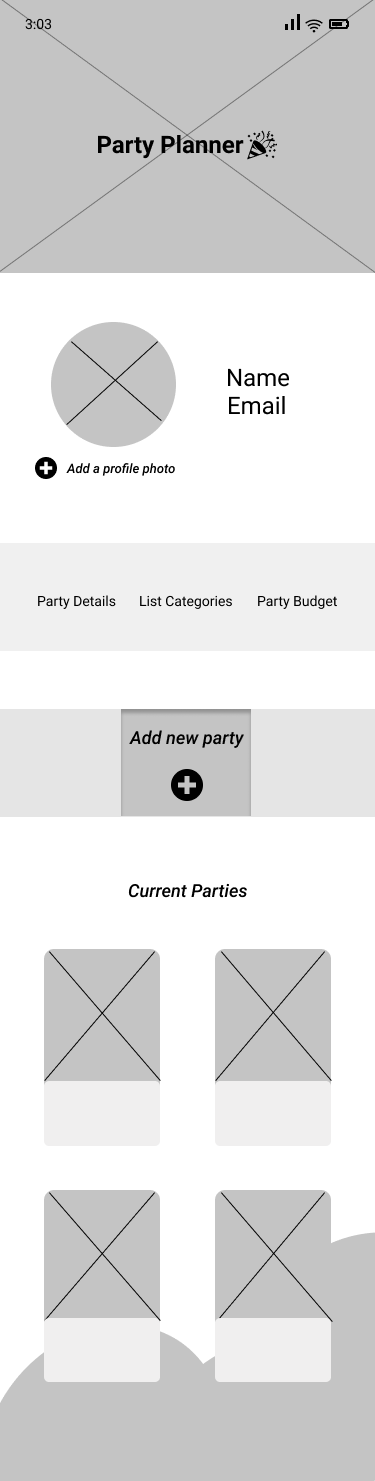 3:03
Party Planner
Name
Email
Add a profile photo
Party Details List Categories Party Budget
Add new party
Current Parties